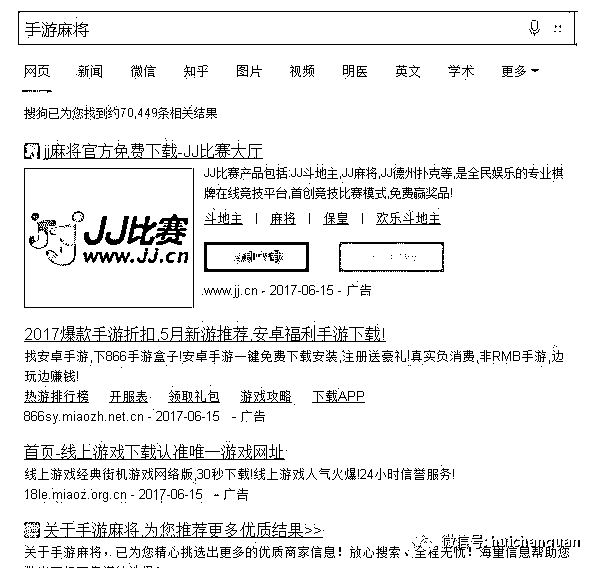 手游麻将
网页 新闻 微信 知乎 图片 视频 明医 英文 学术 更多
搜狗已为您找到约70,449条相关结果
jj麻将官方免费下载-JJ比赛大厅
JJ比赛产品包括:JJ斗地主,JJ麻将,JJ德州扑克等,是全民娱乐的专业棋
牌在线竞技平台,首创竞技比赛模式,免费赢奖品!
斗地主 | 麻将 | 保皇 | 欢乐斗地主
JJ比赛
www.JJ.cn
www.jj.cn - 2017-06-15 - 广告
2017爆款手游折扣,5月新游推荐,安卓福利手游下载!
找安卓手游,下866手游盒子!安卓手游一键免费下载安装,注册送豪礼!真实负消费,非RMB手游,边
玩边赚钱!
热游排行榜 开服表 领取礼包 游戏攻略 下载APP
866sy.miaozh.net.cn - 2017-06-15 - 广告
首页-线上游戏下载认准唯一游戏网址
线上游戏经典街机游戏网络版,30秒下载!线上游戏人气火爆!24小时信誉服务!
18le.miaoz.org.cn - 2017-06-15 - 广告
关于手游麻将,为您推荐更多优质结果>>
关于手游麻将，已为您精心挑选出更多的优质商家信息！放心搜索、全程无忧！海量信息帮助您
微信号: huichanquan